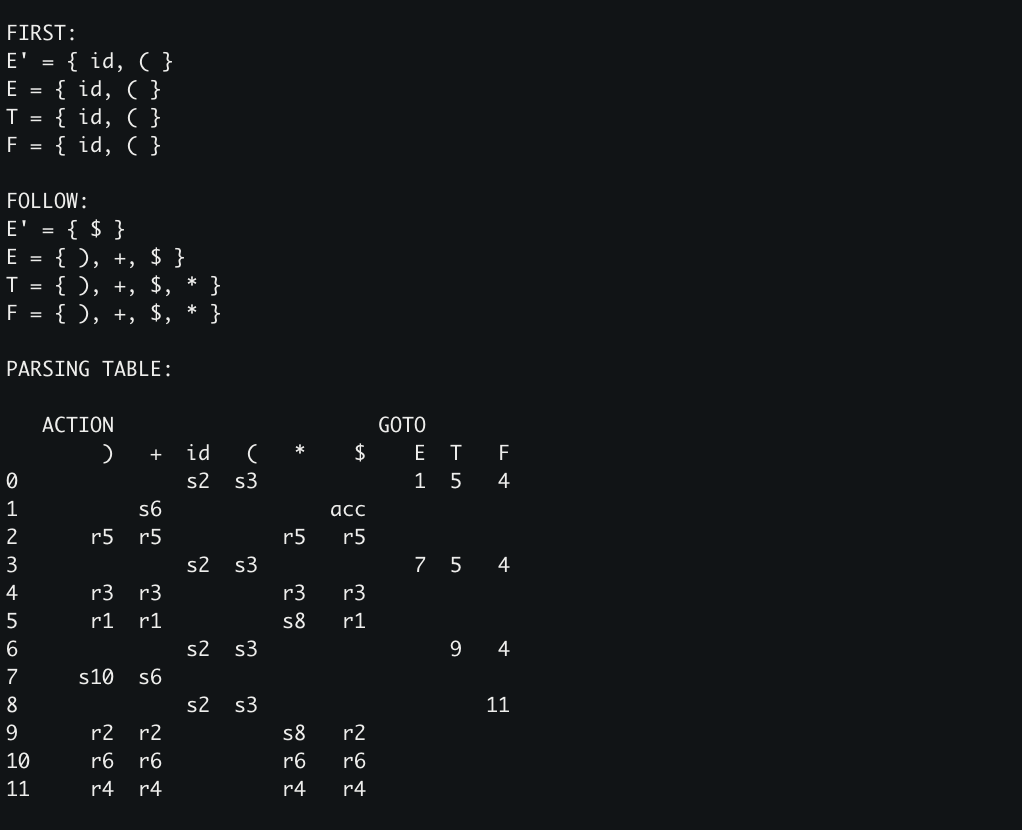 FIRST:
E' = { id, ( }
E = { id, ( }
T = { id, ( }
F = { id, ( }

FOLLOW:
E' = { $ }
E = { ), +, $ }
T = { ), +, $, * }
F = { ), +, $, * }

PARSING TABLE:

   ACTION                      GOTO
        )   +  id   (   *    $    E  T   F
0              s2  s3             1  5   4
1          s6              acc
2      r5  r5          r5   r5
3              s2  s3             7  5   4
4      r3  r3          r3   r3
5      r1  r1          s8   r1
6              s2  s3                9   4
7     s10  s6
8              s2  s3                   11
9      r2  r2          s8   r2
10     r6  r6          r6   r6
11     r4  r4          r4   r4